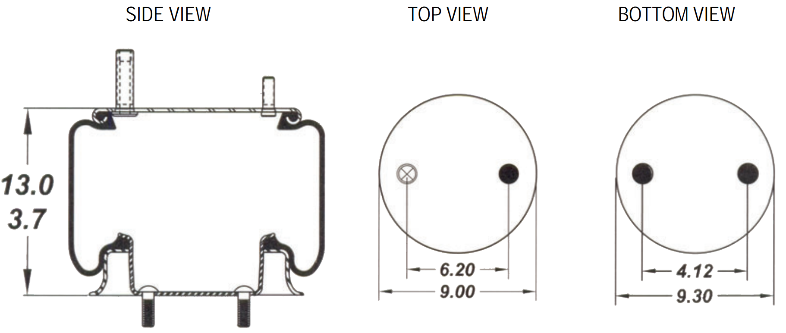 SIDE VIEW
TOP VIEW
BOTTOM VIEW
13.0
3.7
6.20
9.00
4.12
9.30